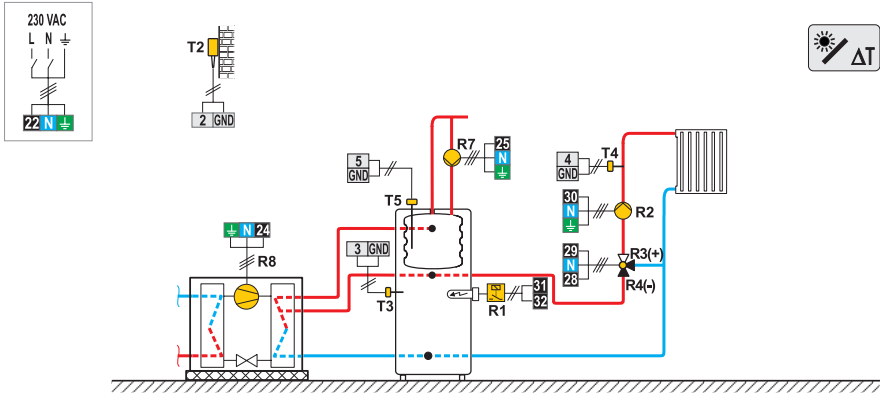 230 VAC
L N
22 N
T2
2 GND
ΔT
5
GND
T5
R7
25
N
4
GND
T4
30
N
R2
N 24
R8
3 GND
T3
29
N
28
R3(+)
R4(-)
R1
31
32